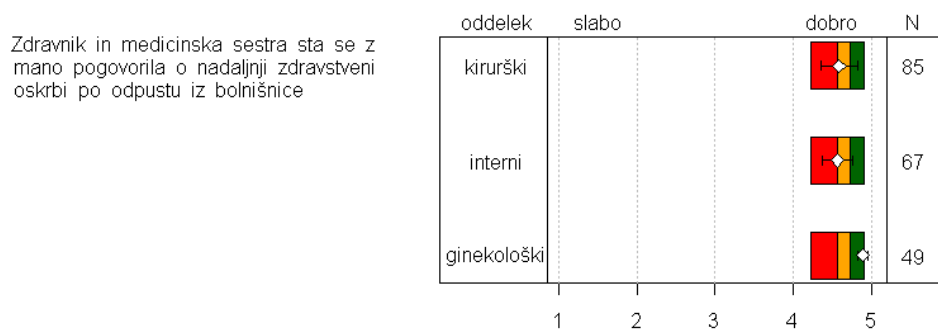 Zdravnik in medicinska sestra sta se z
mano pogovorila o nadaljnji zdravstveni
oskrbi po odpustu iz bolnišnice
oddelek slabo dobro N
kirurški 85
interni 67
ginekološki 49
1 2 3 4 5